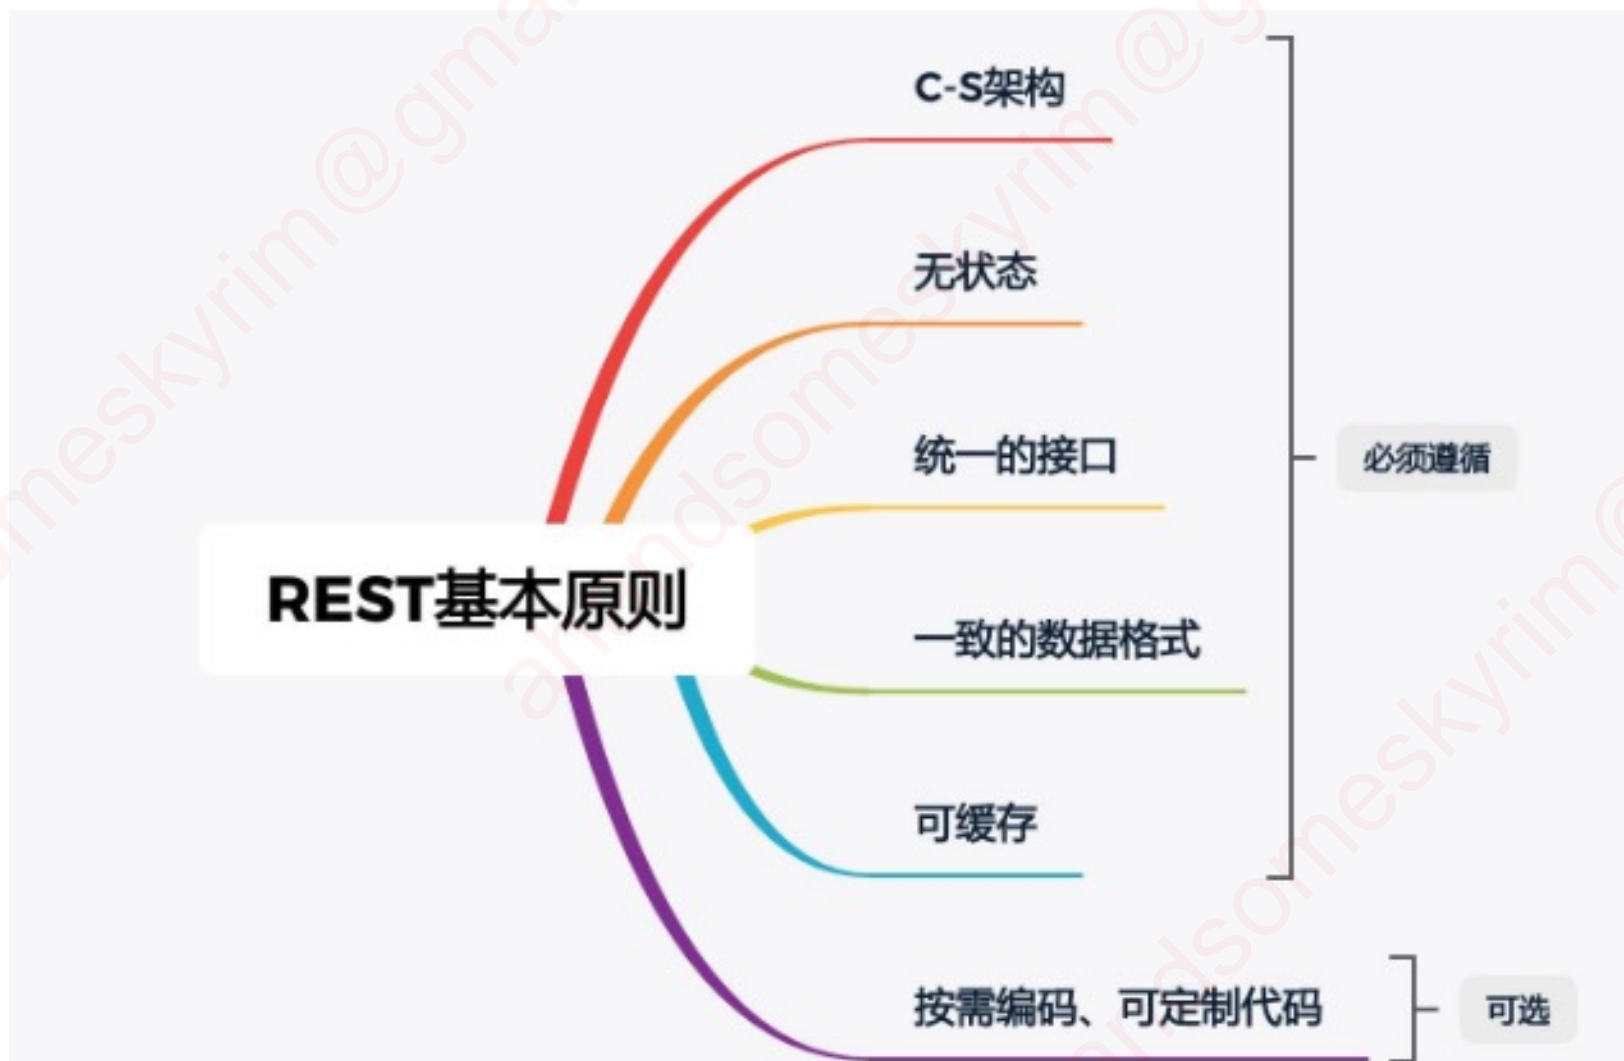 C-S架构
无状态
统一的接口
必须遵循
REST基本原则
一致的数据格式
可缓存
按需编码、可定制代码
可选